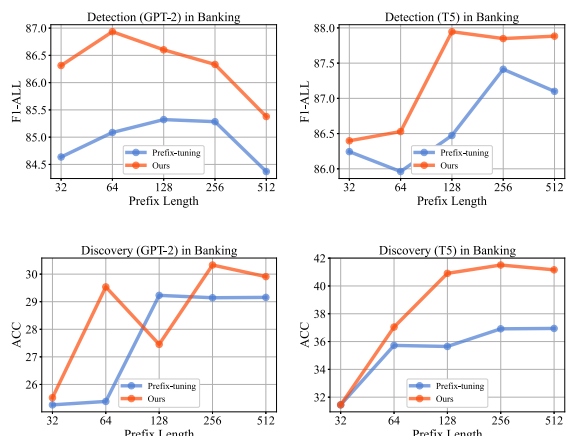 Detection (GPT-2) in Banking
87.0
86.5
86.0
85.5
85.0
84.5
F1-ALL
Prefix-tuning
Ours
32 64 128 256 512
Prefix Length
Detection (T5) in Banking
88.0
87.5
87.0
86.5
86.0
F1-ALL
Prefix-tuning
Ours
32 64 128 256 512
Prefix Length
Discovery (GPT-2) in Banking
30
29
28
27
26
ACC
Prefix-tuning
Ours
32 64 128 256 512
Prefix Length
Discovery (T5) in Banking
42
40
38
36
34
32
ACC
Prefix-tuning
Ours
32 64 128 256 512
Prefix Length